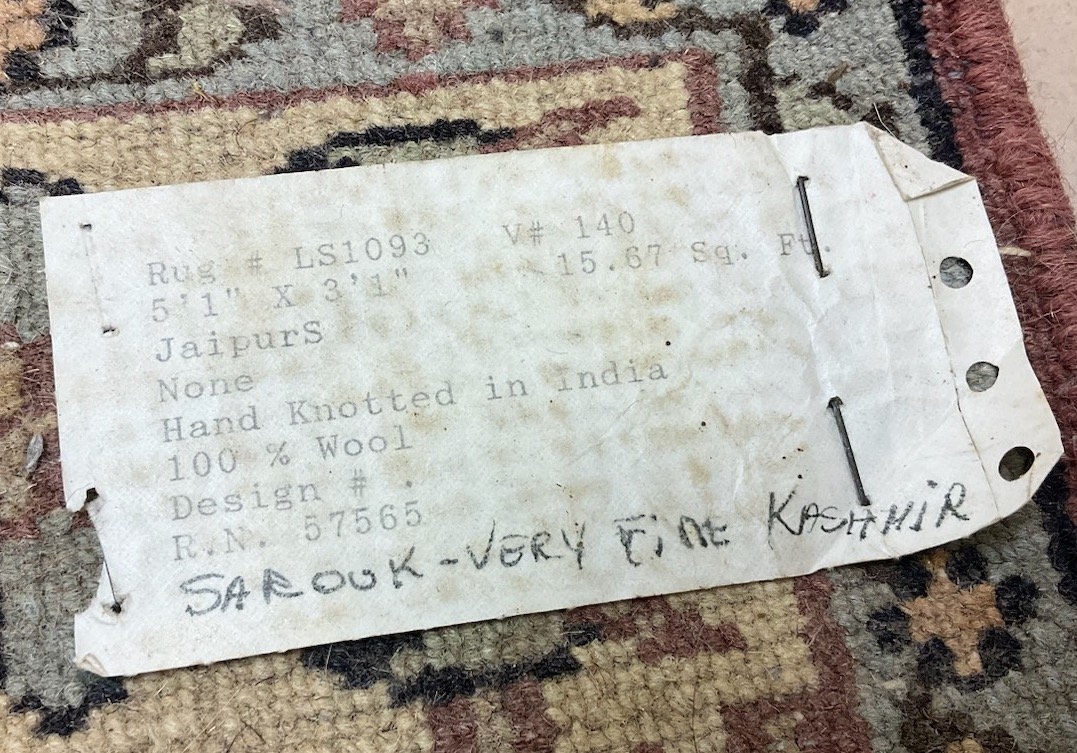 Rug # LS1093 V# 140
5'1" X 3'1" 15.67 Sq. Ft.
JaipurS
None
Hand Knotted in India
100 % Wool
Design # .
R.N. 57565
SAROUK - VERY FINE KASHMIR